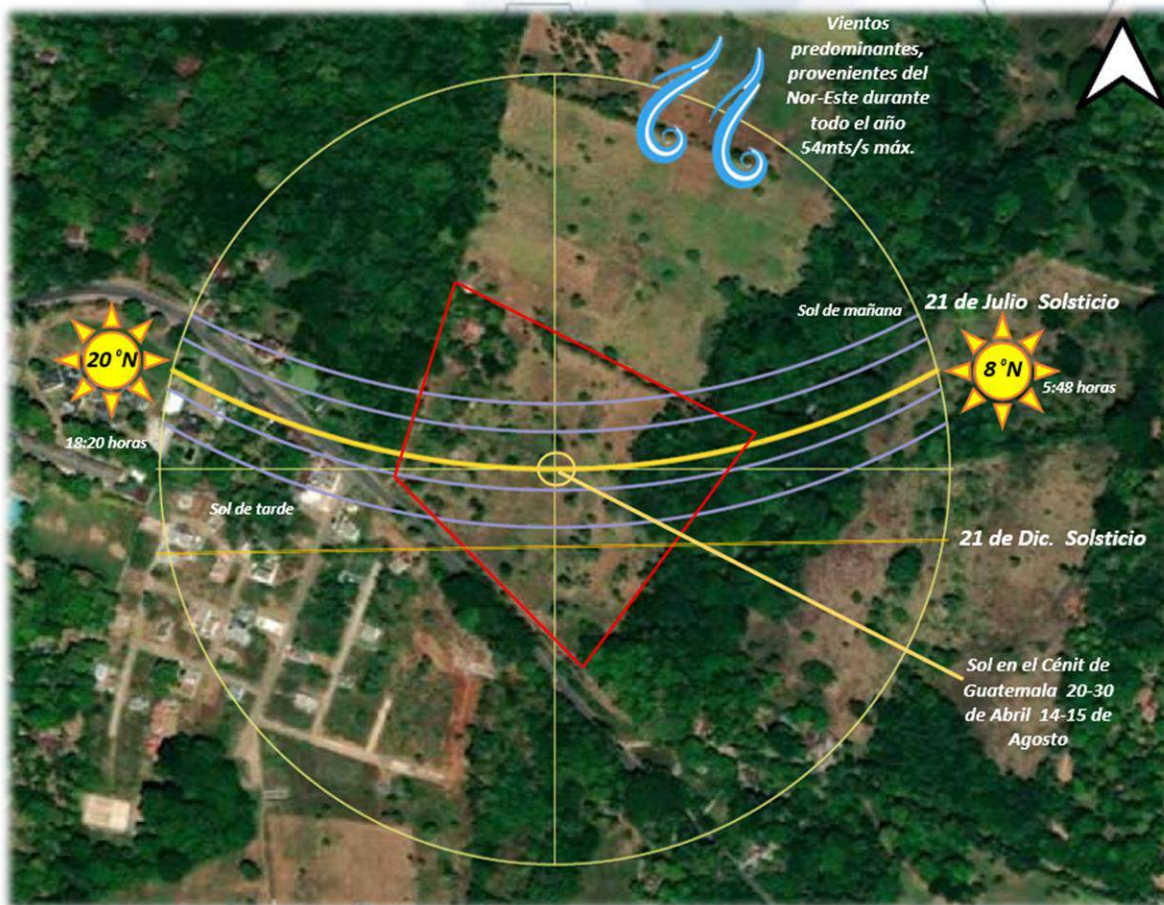 Vientos
predominantes,
provenientes del
Nor-Este durante
todo el año
54mts/s máx.
Sol de mañana
21 de Julio Solsticio
20°N
8°N
5:48 horas
18:20 horas
Sol de tarde
21 de Dic. Solsticio
Sol en el Cénit de
Guatemala 20-30
de Abril 14-15 de
Agosto